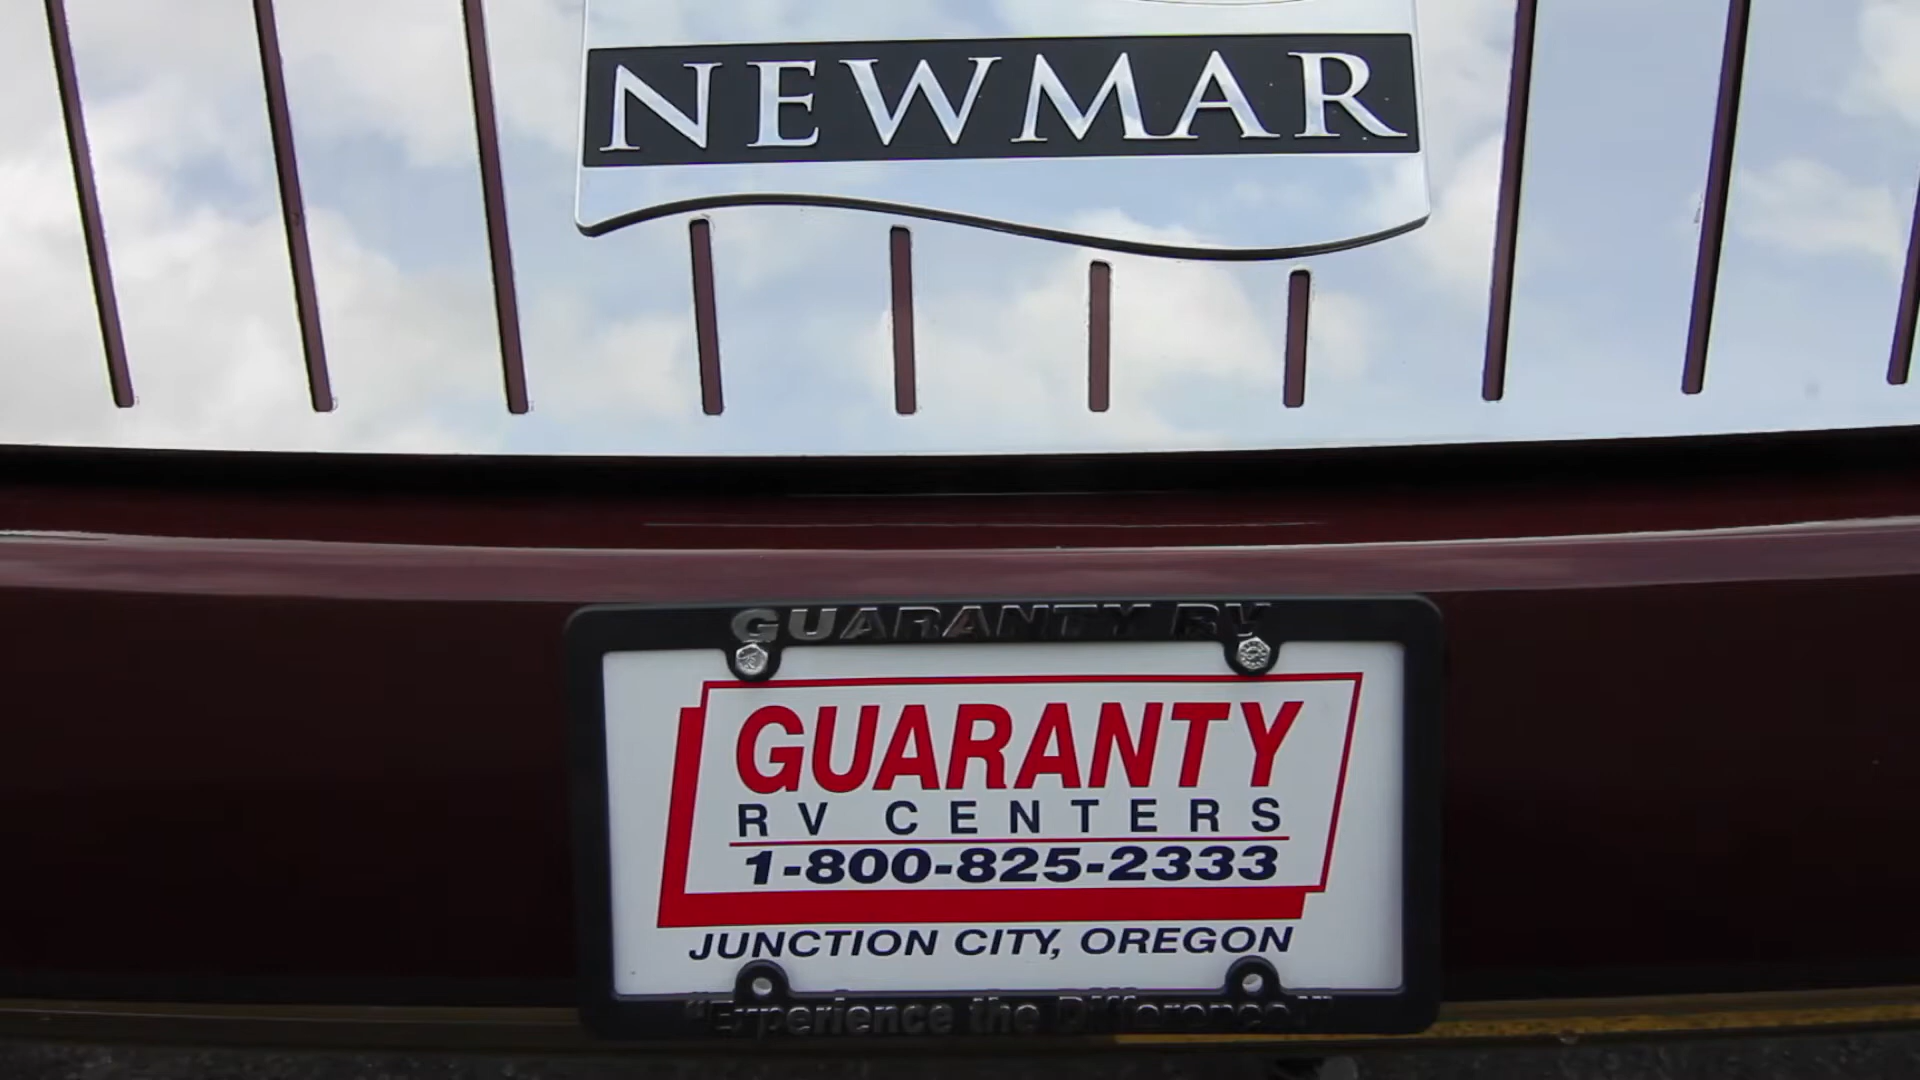 NEWMAR
GUARANTY RV
GUARANTY
RV CENTERS
1-800-825-2333
JUNCTION CITY, OREGON
"Experience the Difference!"